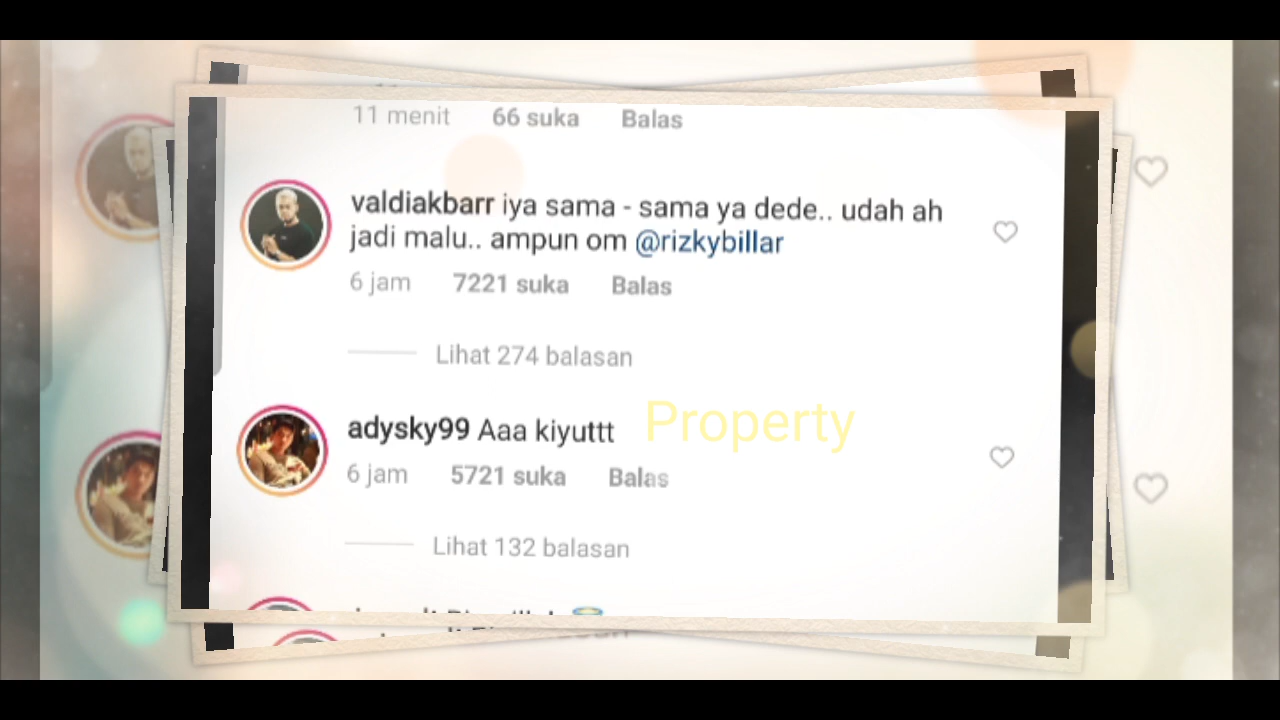 11 menit 66 suka Balas
valdiakbarr iya sama - sama ya dede.. udah ah
jadi malu.. ampun om @rizkybillar
6 jam 7221 suka Balas
Lihat 274 balasan
adysky99 Aaa kiyuttt
Property
6 jam 5721 suka Balas
Lihat 132 balasan